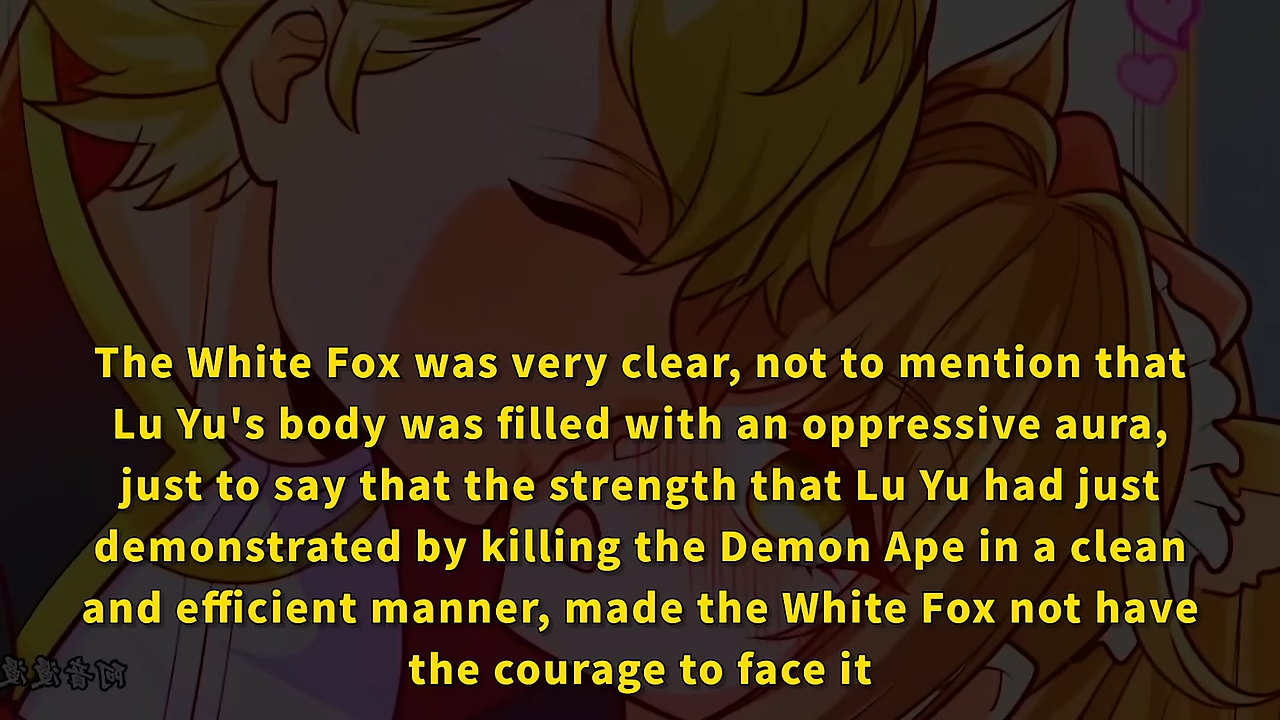 The White Fox was very clear, not to mention that
Lu Yu's body was filled with an oppressive aura,
just to say that the strength that Lu Yu had just
demonstrated by killing the Demon Ape in a clean
and efficient manner, made the White Fox not have
the courage to face it